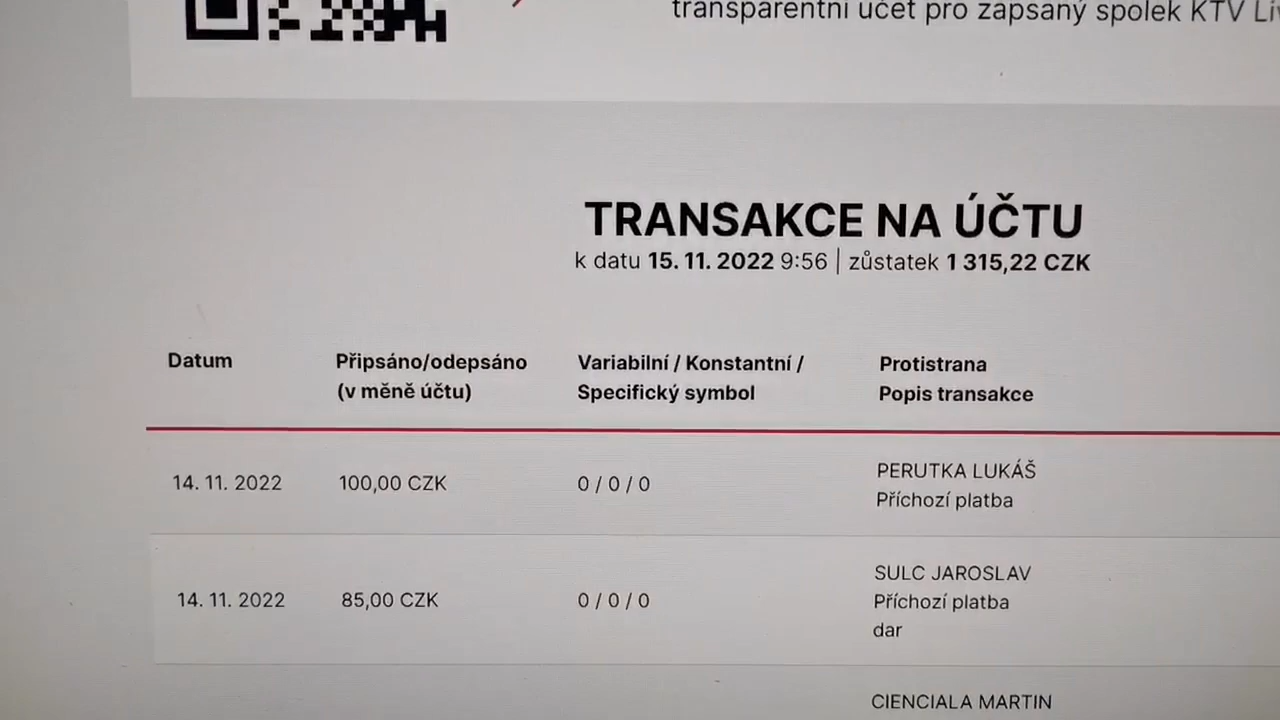 transparentní účet pro zapsaný spolek KTV
TRANSAKCE NA ÚČTU
k datu 15. 11. 2022 9:56 | zůstatek 1 315,22 CZK
Datum
Připsáno/odepsáno
(v měně účtu)
Variabilní / Konstantní /
Specifický symbol
Protistrana
Popis transakce
14. 11. 2022
100,00 CZK
0 / 0 / 0
PERUTKA LUKÁŠ
Příchozí platba
14. 11. 2022
85,00 CZK
0 / 0 / 0
SULC JAROSLAV
Příchozí platba
dar
CIENCIALA MARTIN